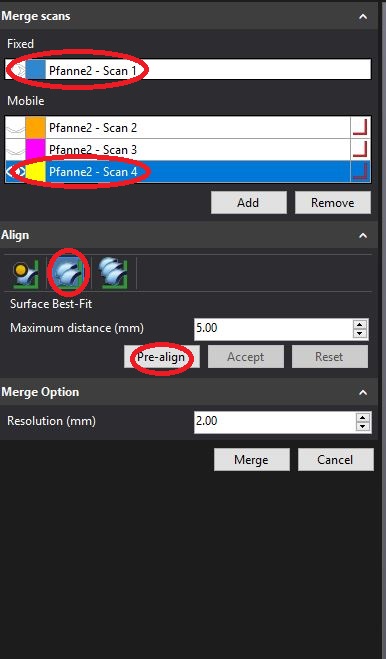 Merge scans
Fixed
Pfanne2 - Scan 1
Mobile
Pfanne2 - Scan 2
Pfanne2 - Scan 3
Pfanne2 - Scan 4
Add Remove
Align
Surface Best-Fit
Maximum distance (mm) 5.00
Pre-align Accept Reset
Merge Option
Resolution (mm) 2.00
Merge Cancel